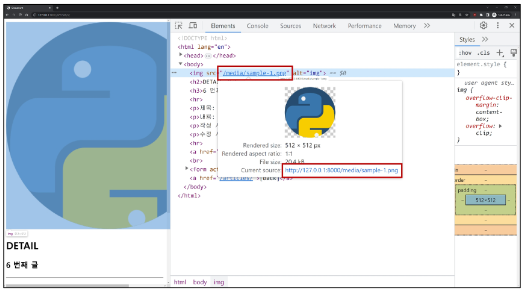 Elements Console Sources Network Performance Memory
<!DOCTYPE html>
<html lang="en">
<head> </head>
<body>
<img src="/media/sample-1.png" alt="img"> == $0
<h2>DETAIL
<h3>6 번
<hr>
<p>제목:
<p>내용:
<p>작성
<p>수정
<hr>
<a href=
<br>
<form
<a href="/articles/">[back]</a>
</body>
</html>
Rendered size: 512 × 512 px
Rendered aspect ratio: 1:1
File size: 20.4 kB
Current source: http://127.0.0.1:8000/media/sample-1.png
html body img
Styles
:hov .cls
element.style {
}
user agent sty…
img {
overflow-clip-
margin:
content-
box;
overflow:
clip;
}
padding
512×512
DETAIL
6 번째 글